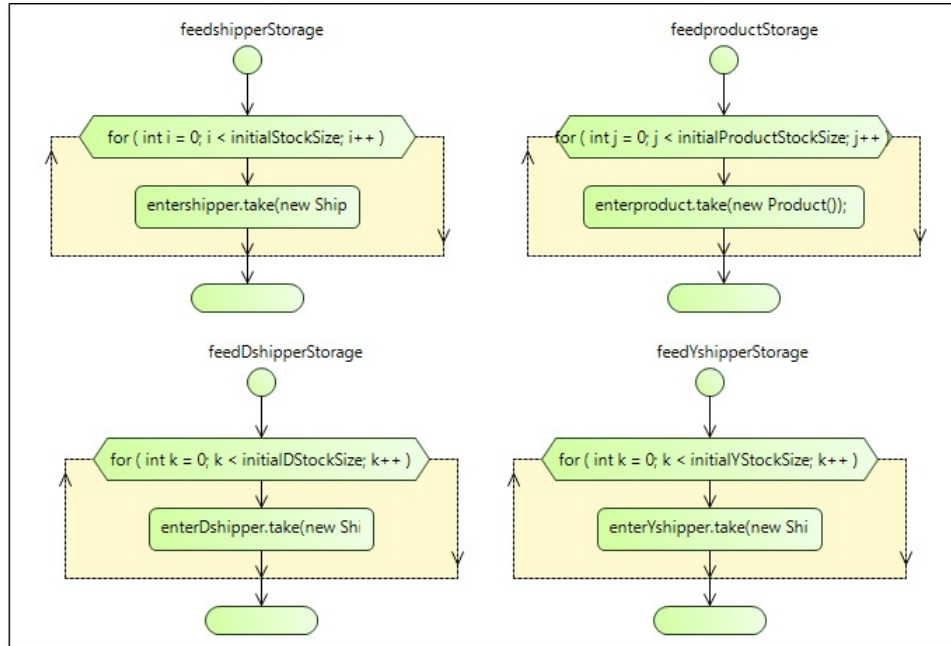 feedshipperStorage
for ( int i = 0; i < initialStockSize; i++ )
entershipper.take(new Ship
feedproductStorage
for ( int j = 0; j < initialProductStockSize; j++ )
enterproduct.take(new Product());
feedDshipperStorage
for ( int k = 0; k < initialDStockSize; k++ )
enterDshipper.take(new Shi
feedYshipperStorage
for ( int k = 0; k < initialYStockSize; k++ )
enterYshipper.take(new Shi